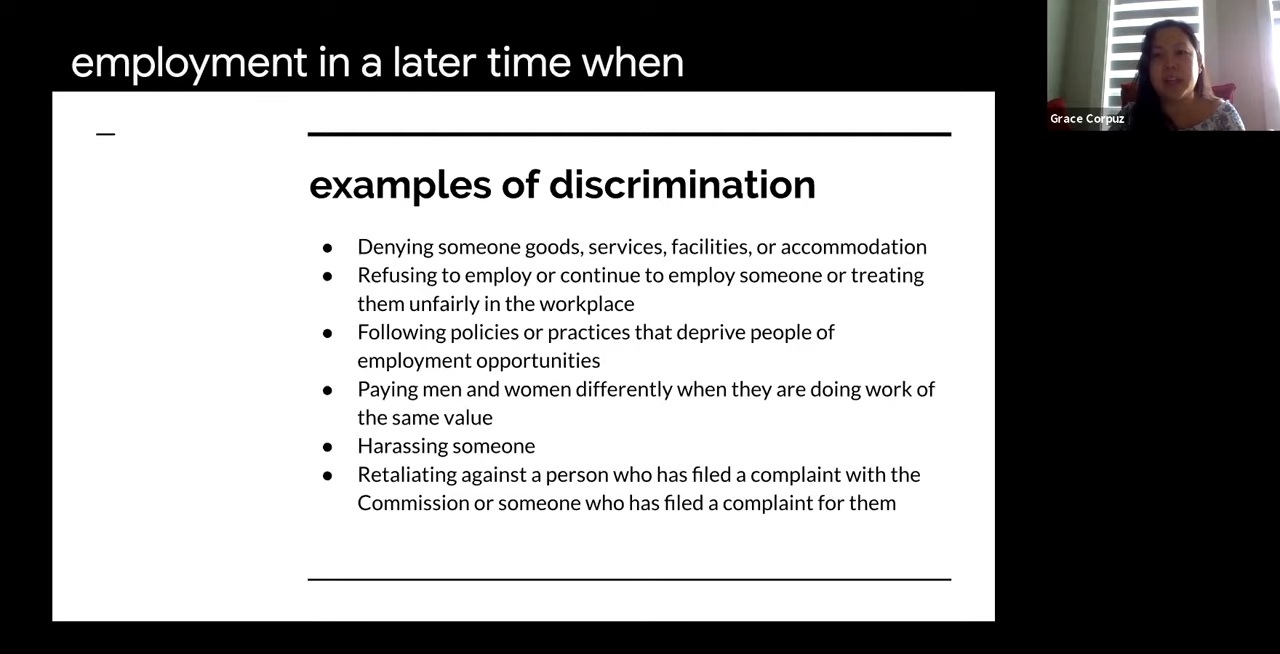 employment in a later time when
Grace Corpuz
examples of discrimination
● Denying someone goods, services, facilities, or accommodation
● Refusing to employ or continue to employ someone or treating
them unfairly in the workplace
● Following policies or practices that deprive people of
employment opportunities
● Paying men and women differently when they are doing work of
the same value
● Harassing someone
● Retaliating against a person who has filed a complaint with the
Commission or someone who has filed a complaint for them